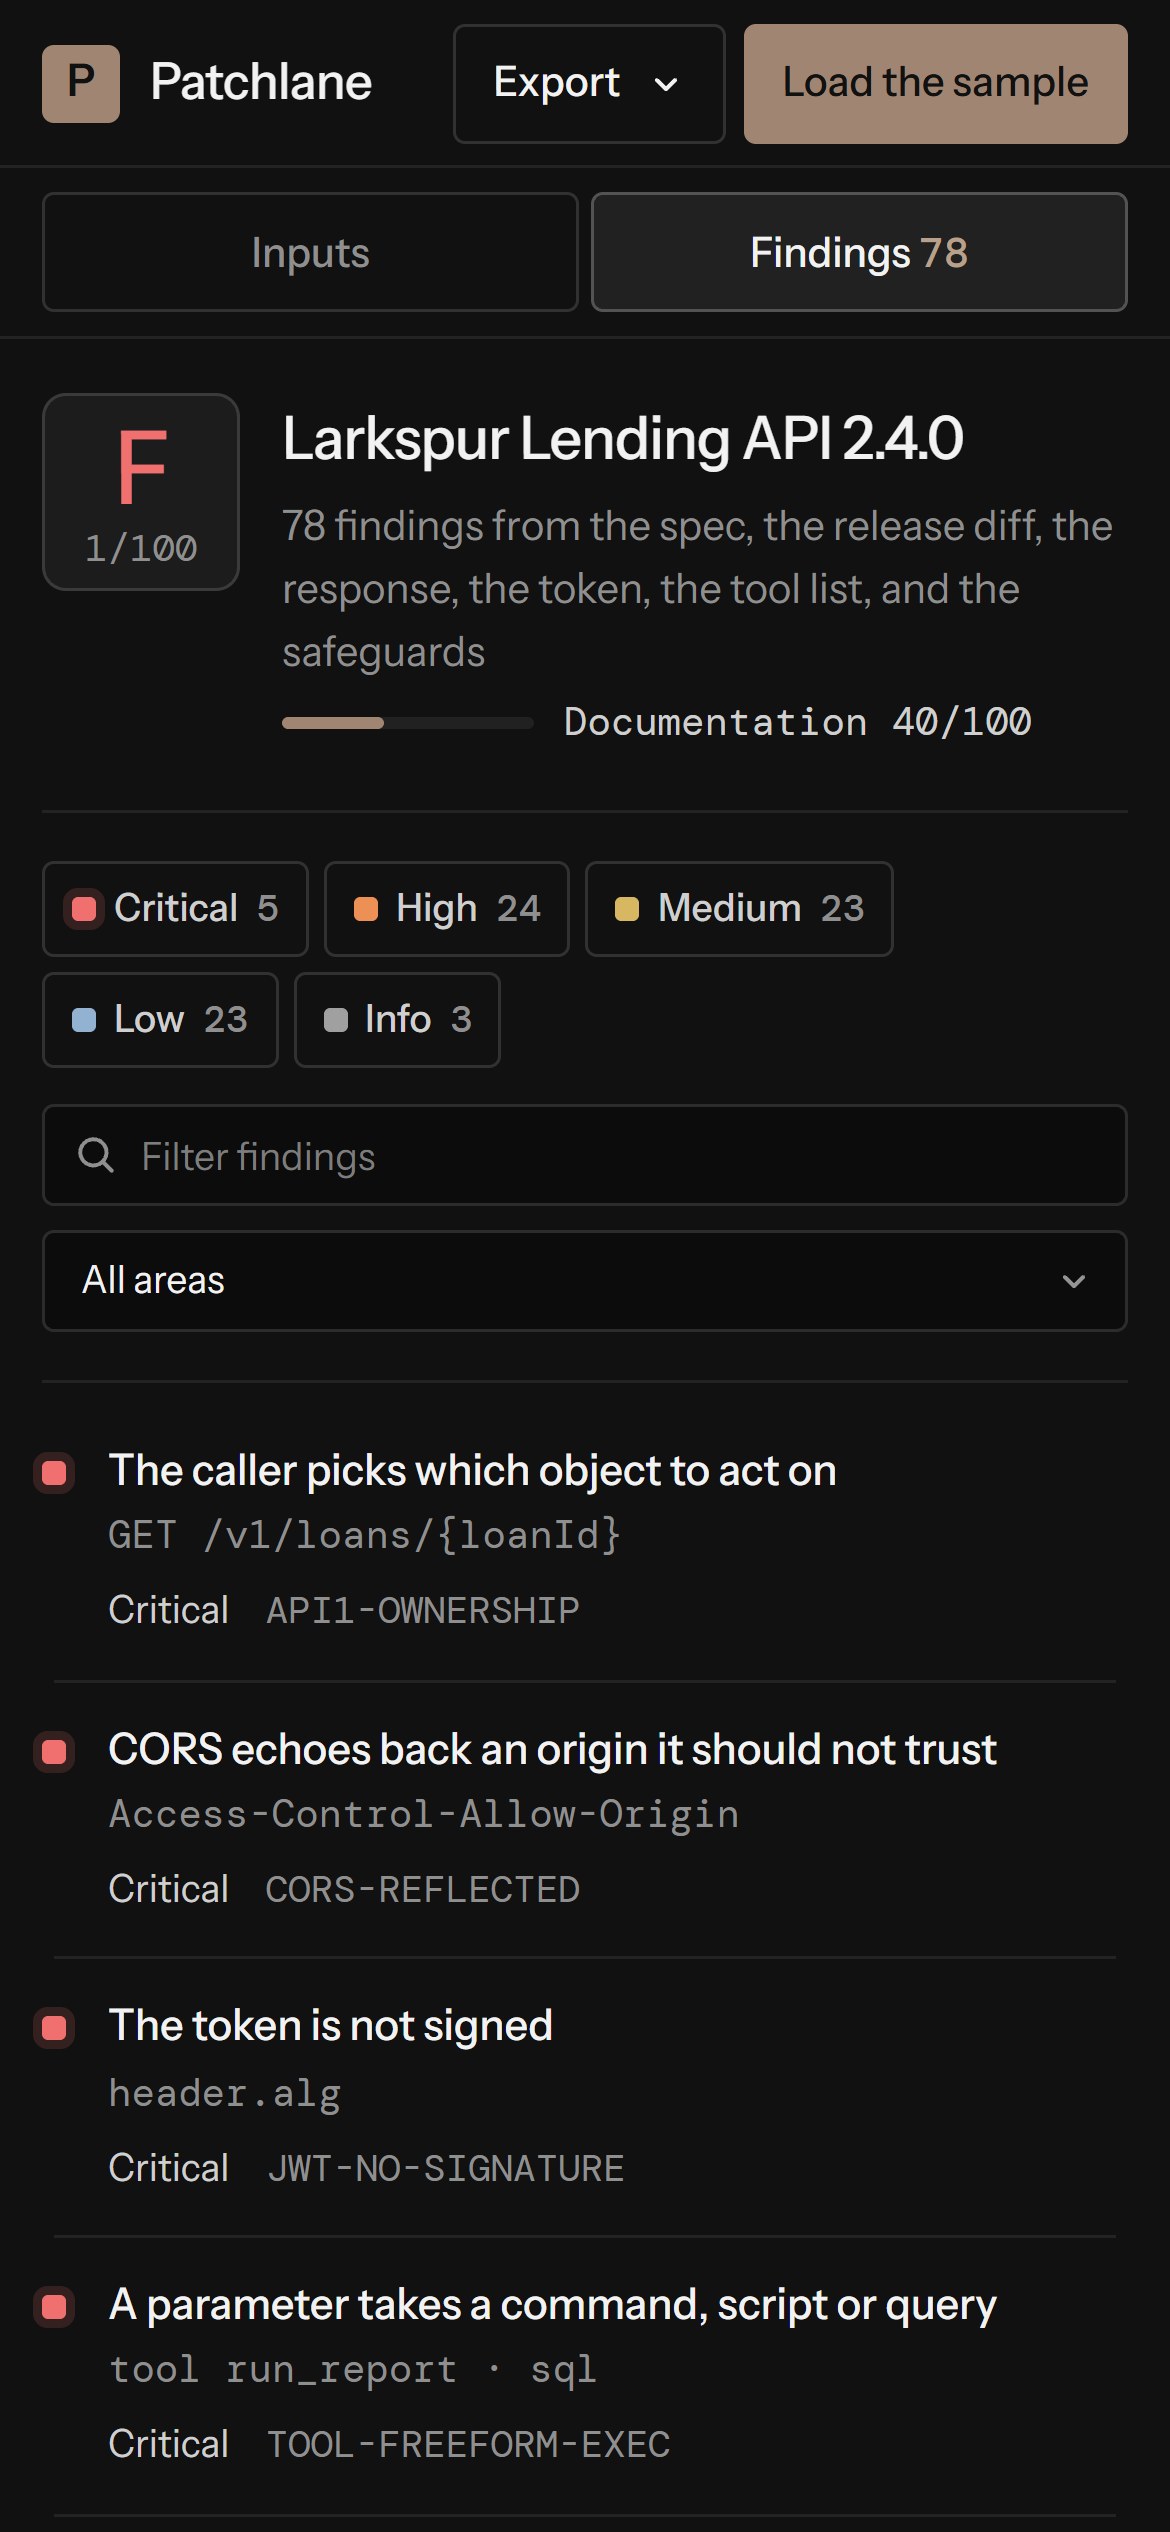 P Patchlane Export Load the sample
Inputs Findings 78
F
1/100
Larkspur Lending API 2.4.0
78 findings from the spec, the release diff, the
response, the token, the tool list, and the
safeguards
Documentation 40/100
Critical 5 High 24 Medium 23
Low 23 Info 3
Filter findings
All areas
The caller picks which object to act on
GET /v1/loans/{loanId}
Critical API1-OWNERSHIP
CORS echoes back an origin it should not trust
Access-Control-Allow-Origin
Critical CORS-REFLECTED
The token is not signed
header.alg
Critical JWT-NO-SIGNATURE
A parameter takes a command, script or query
tool run_report · sql
Critical TOOL-FREEFORM-EXEC